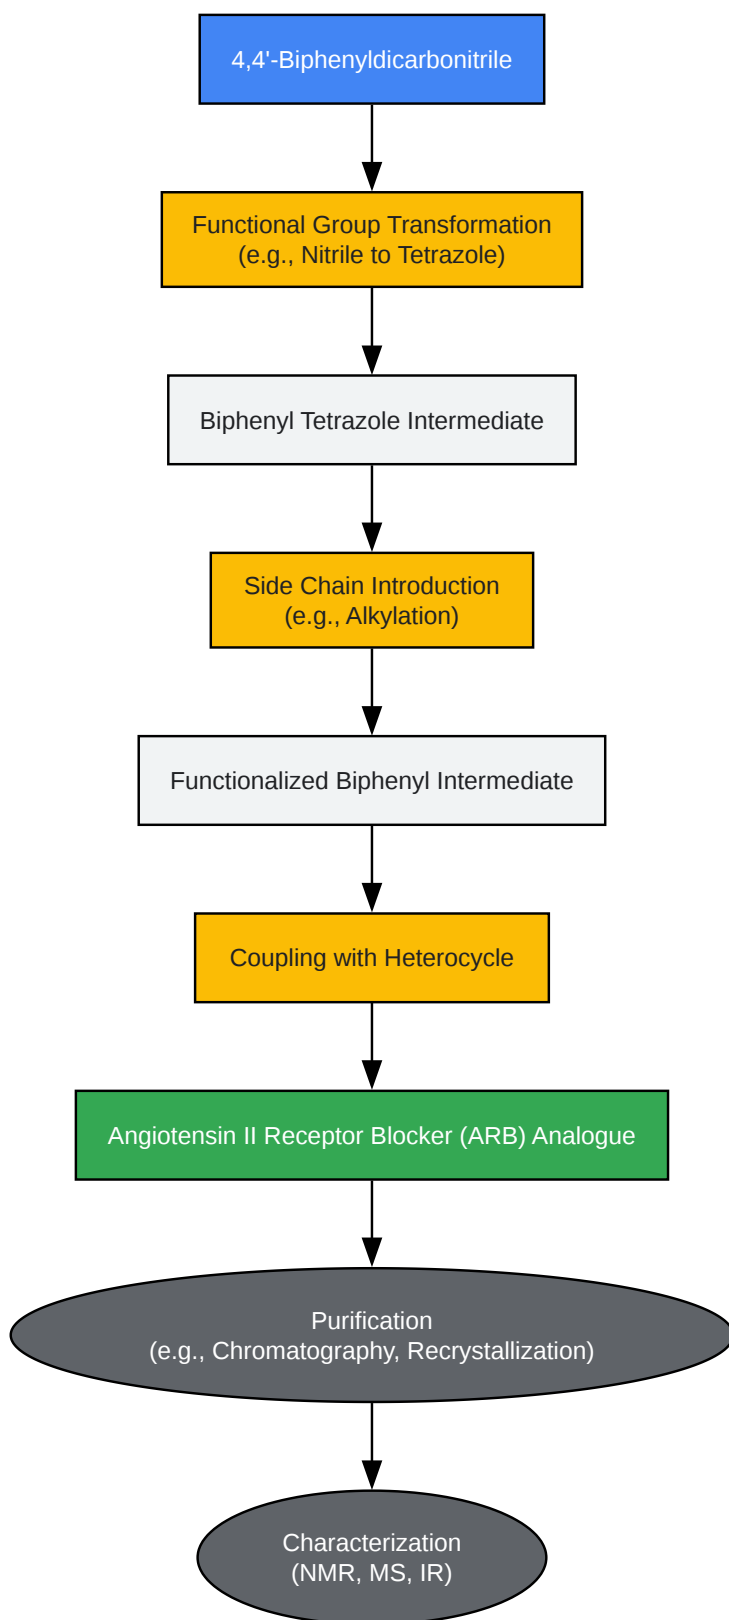 4,4'-Biphenyldicarbonitrile
Functional Group Transformation
(e.g., Nitrile to Tetrazole)
Biphenyl Tetrazole Intermediate
Side Chain Introduction
(e.g., Alkylation)
Functionalized Biphenyl Intermediate
Coupling with Heterocycle
Angiotensin II Receptor Blocker (ARB) Analogue
Purification
(e.g., Chromatography, Recrystallization)
Characterization
(NMR, MS, IR)